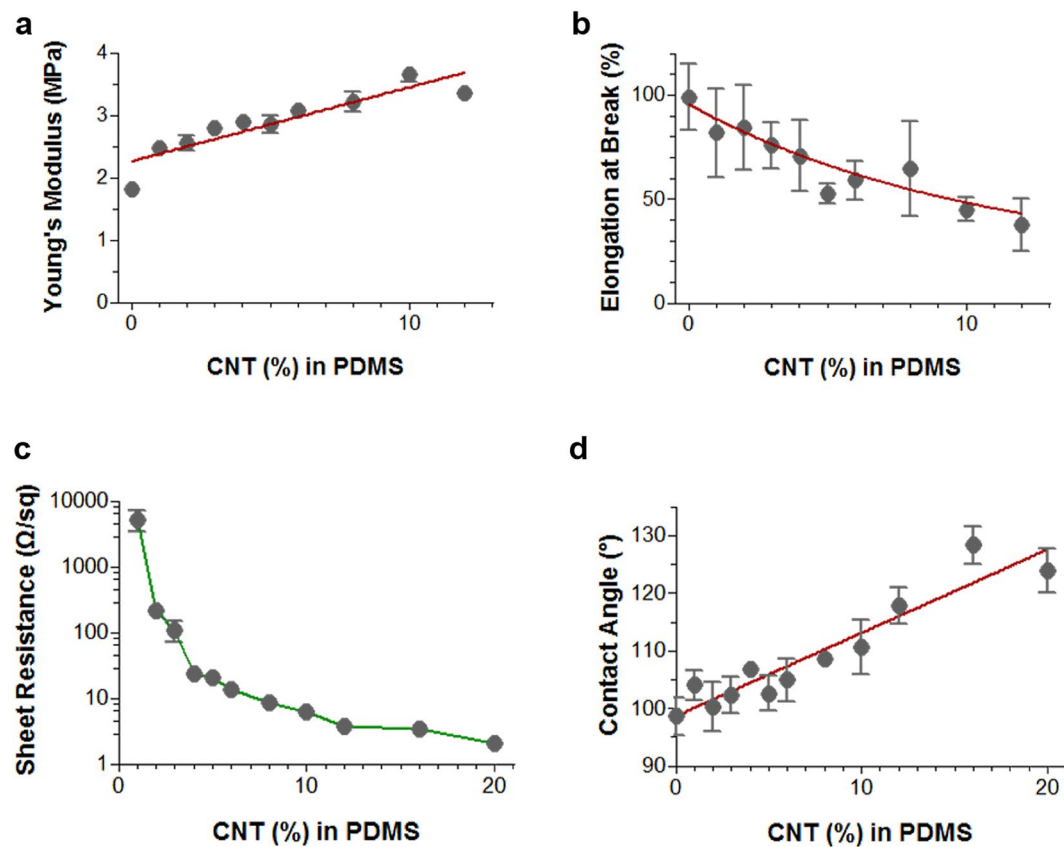 a
Young's Modulus (MPa)
4
3
2
1
0
0
10
CNT (%) in PDMS
b
Elongation at Break (%)
100
50
0
0
10
CNT (%) in PDMS
c
Sheet Resistance (Ω/sq)
10000
1000
100
10
1
0
10
20
CNT (%) in PDMS
d
Contact Angle (°)
130
120
110
100
90
0
10
20
CNT (%) in PDMS